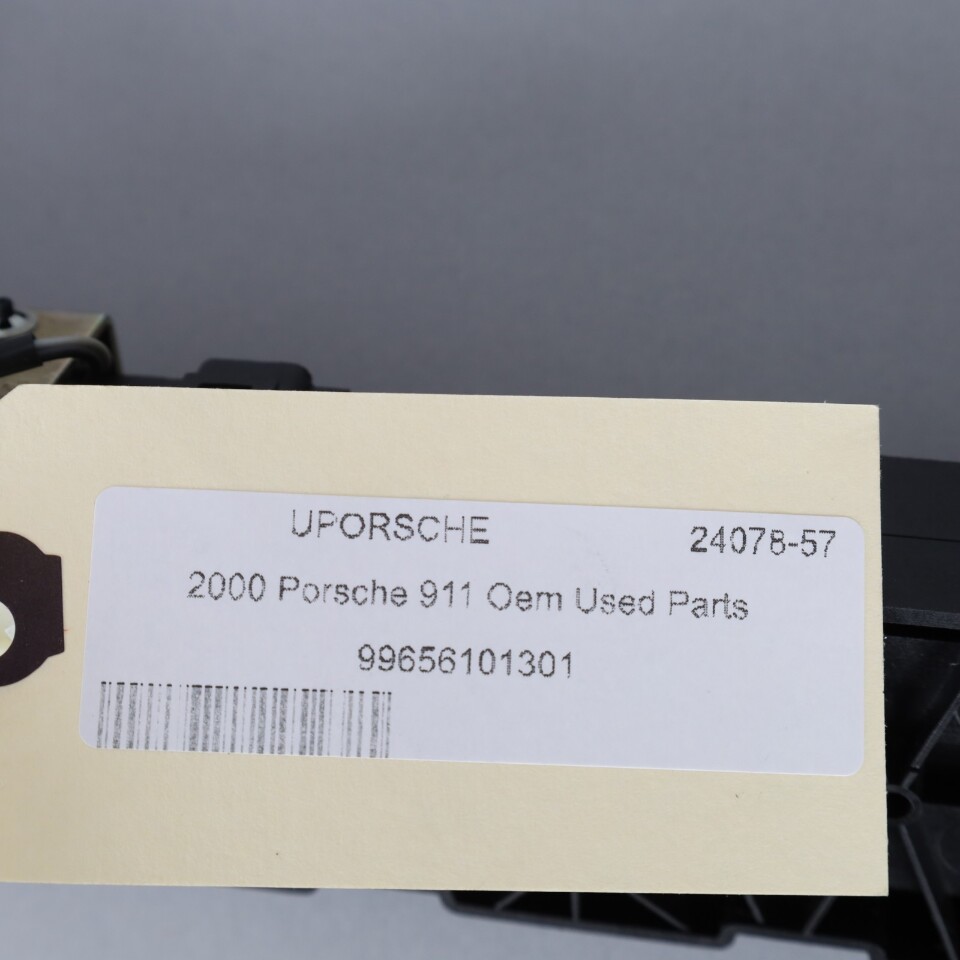 UPORSCHE 24078-57
2000 Porsche 911 Oem Used Parts
99656101301